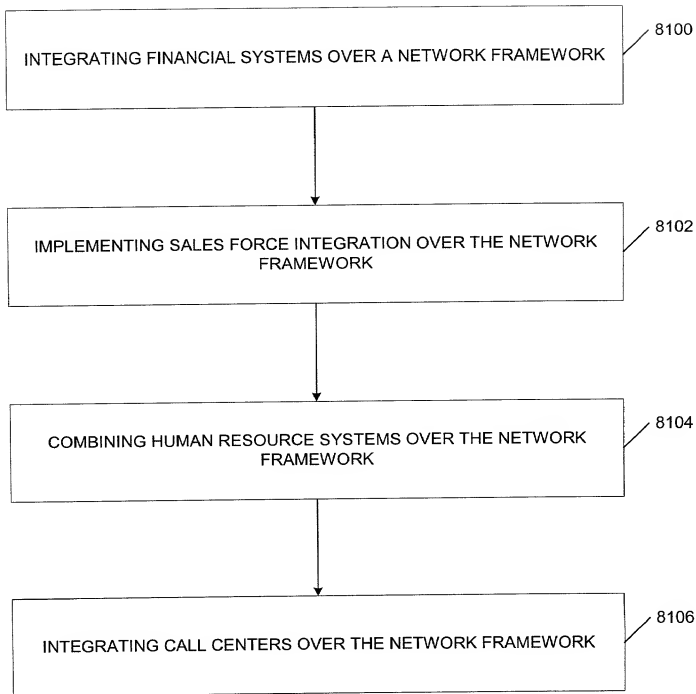 8100
INTEGRATING FINANCIAL SYSTEMS OVER A NETWORK FRAMEWORK
8102
IMPLEMENTING SALES FORCE INTEGRATION OVER THE NETWORK
FRAMEWORK
8104
COMBINING HUMAN RESOURCE SYSTEMS OVER THE NETWORK
FRAMEWORK
8106
INTEGRATING CALL CENTERS OVER THE NETWORK FRAMEWORK